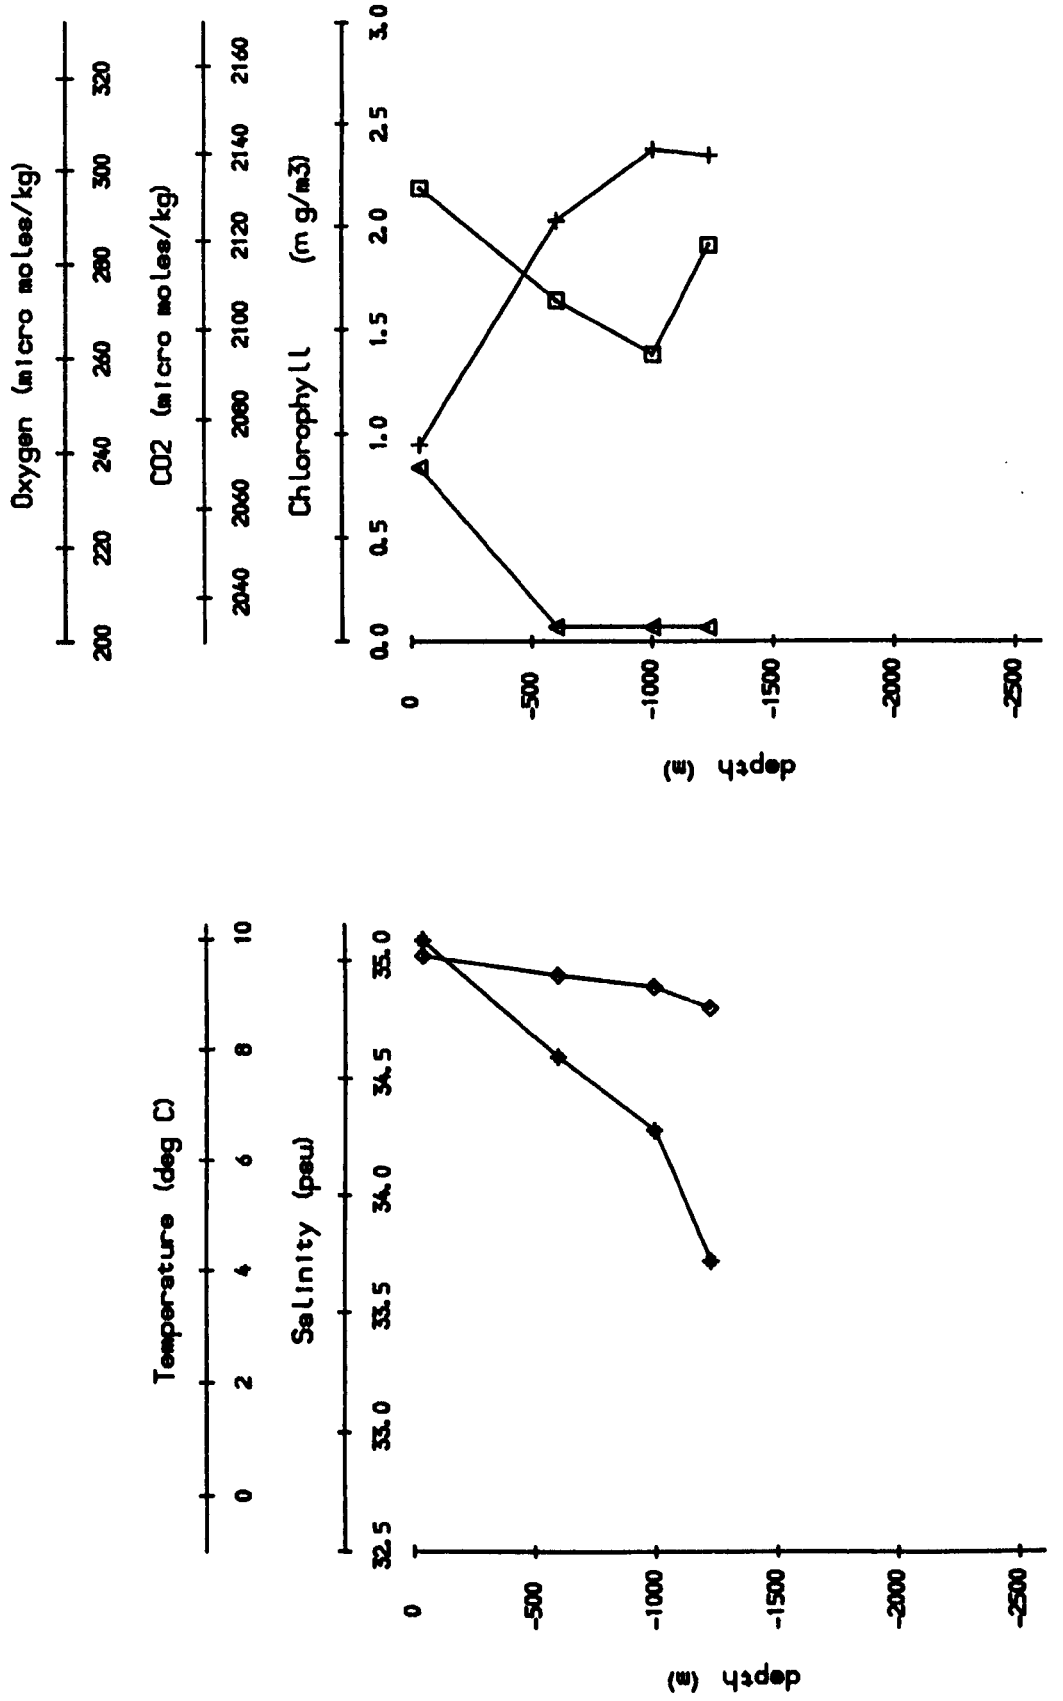 Temperature (deg C)
0 2 4 6 8 10
Salinity (psu)
32.5 33.0 33.5 34.0 34.5 35.0
0
-500
-1000
-1500
-2000
-2500
depth (m)
Oxygen (micro moles/kg)
200 220 240 260 280 300 320
CO2 (micro moles/kg)
2040 2060 2080 2100 2120 2140 2160
Chlorophyll (mg/m3)
0.0 0.5 1.0 1.5 2.0 2.5 3.0
0
-500
-1000
-1500
-2000
-2500
depth (m)